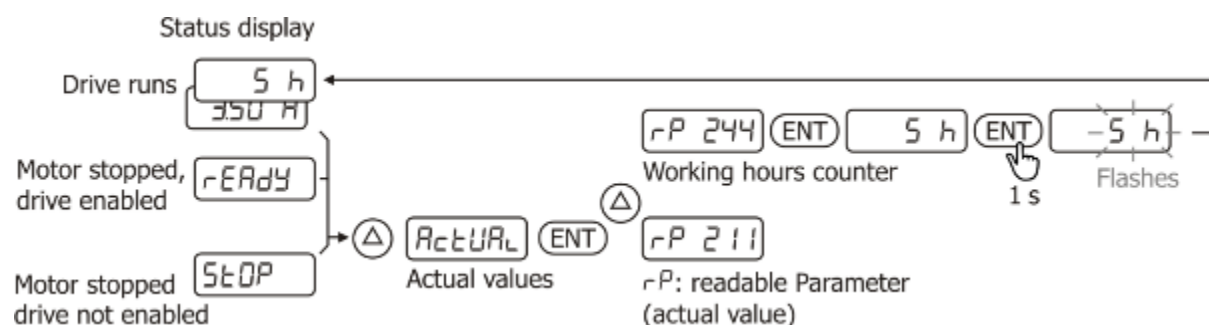 Status display
Drive runs
5 h
3.50 A
rP 244 ENT 5 h ENT 5 h
Working hours counter
Flashes
1 s
Motor stopped,
drive enabled
rEAdY
ActUAL ENT
Actual values
rP 211
rP: readable Parameter
(actual value)
StOP
Motor stopped
drive not enabled